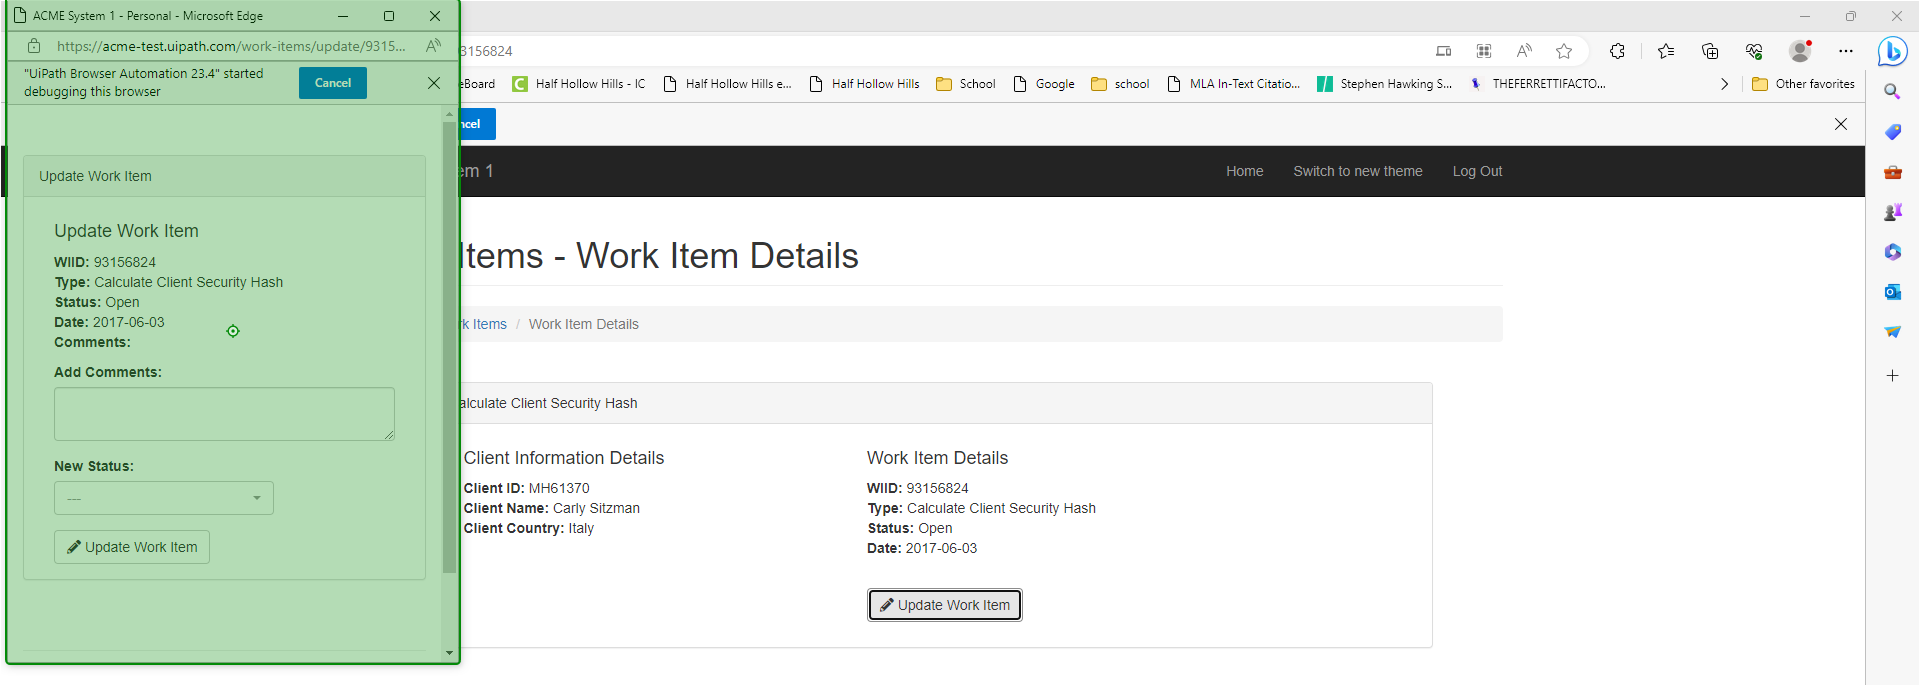 ACME System 1 - Personal - Microsoft Edge
https://acme-test.uipath.com/work-items/update/9315...
"UiPath Browser Automation 23.4" started
debugging this browser
Cancel
Update Work Item
Update Work Item
WIID: 93156824
Type: Calculate Client Security Hash
Status: Open
Date: 2017-06-03
Comments:
Add Comments:
New Status:
---
Update Work Item
3156824
eBoard
Half Hollow Hills - IC
Half Hollow Hills e...
Half Hollow Hills
School
Google
school
MLA In-Text Citatio...
Stephen Hawking S...
THEFERRETTIFACTO...
Other favorites
ncel
em 1
Home
Switch to new theme
Log Out
Items - Work Item Details
rk Items / Work Item Details
alculate Client Security Hash
Client Information Details
Client ID: MH61370
Client Name: Carly Sitzman
Client Country: Italy
Work Item Details
WIID: 93156824
Type: Calculate Client Security Hash
Status: Open
Date: 2017-06-03
Update Work Item